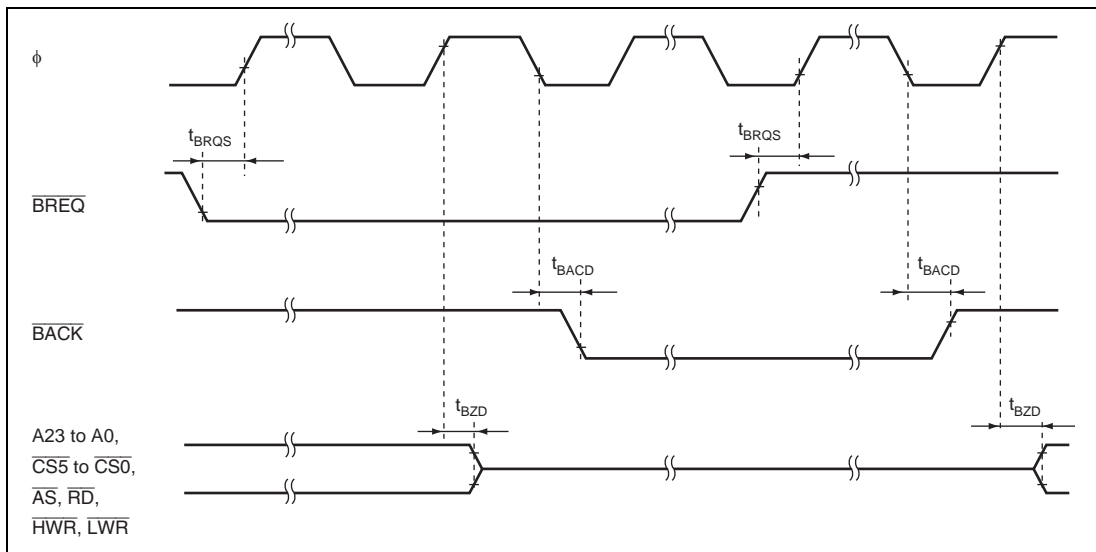 ϕ
tBRQS
tBRQS
BREQ
tBACD
tBACD
BACK
tBZD
tBZD
A23 to A0,
CS5 to CS0,
AS, RD,
HWR, LWR